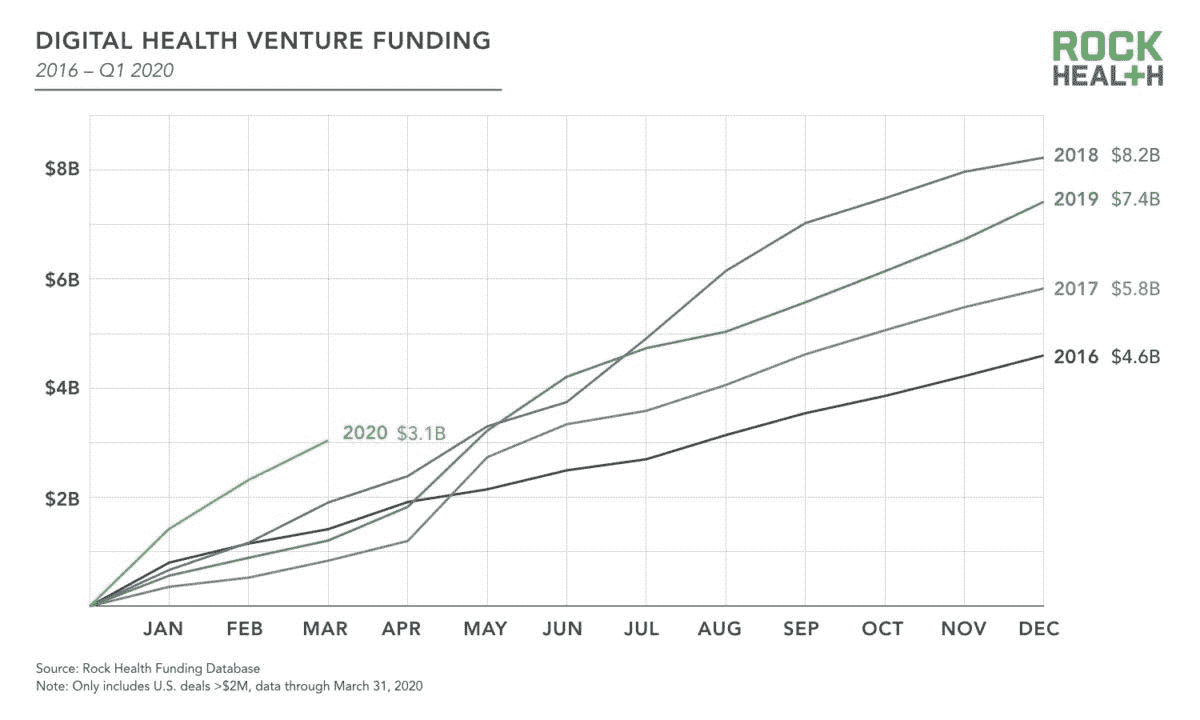 DIGITAL HEALTH VENTURE FUNDING
2016 – Q1 2020
ROCK
HEALTH
$8B
$6B
$4B
$2B
2018 $8.2B
2019 $7.4B
2017 $5.8B
2016 $4.6B
2020 $3.1B
JAN FEB MAR APR MAY JUN JUL AUG SEP OCT NOV DEC
Source: Rock Health Funding Database
Note: Only includes U.S. deals >$2M, data through March 31, 2020